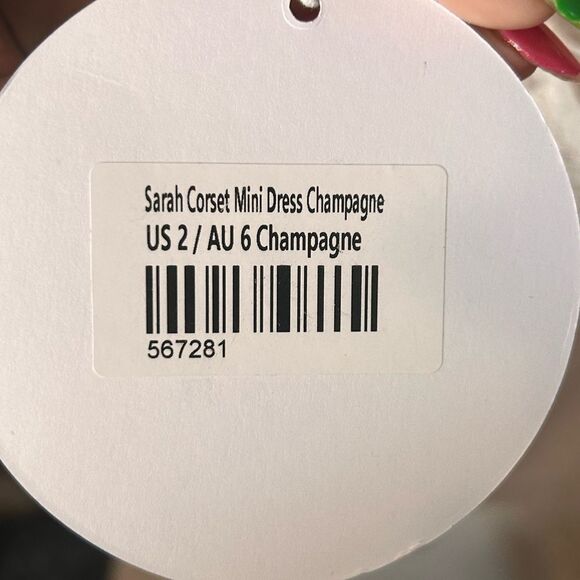 Sarah Corset Mini Dress Champagne
US 2 / AU 6 Champagne
567281